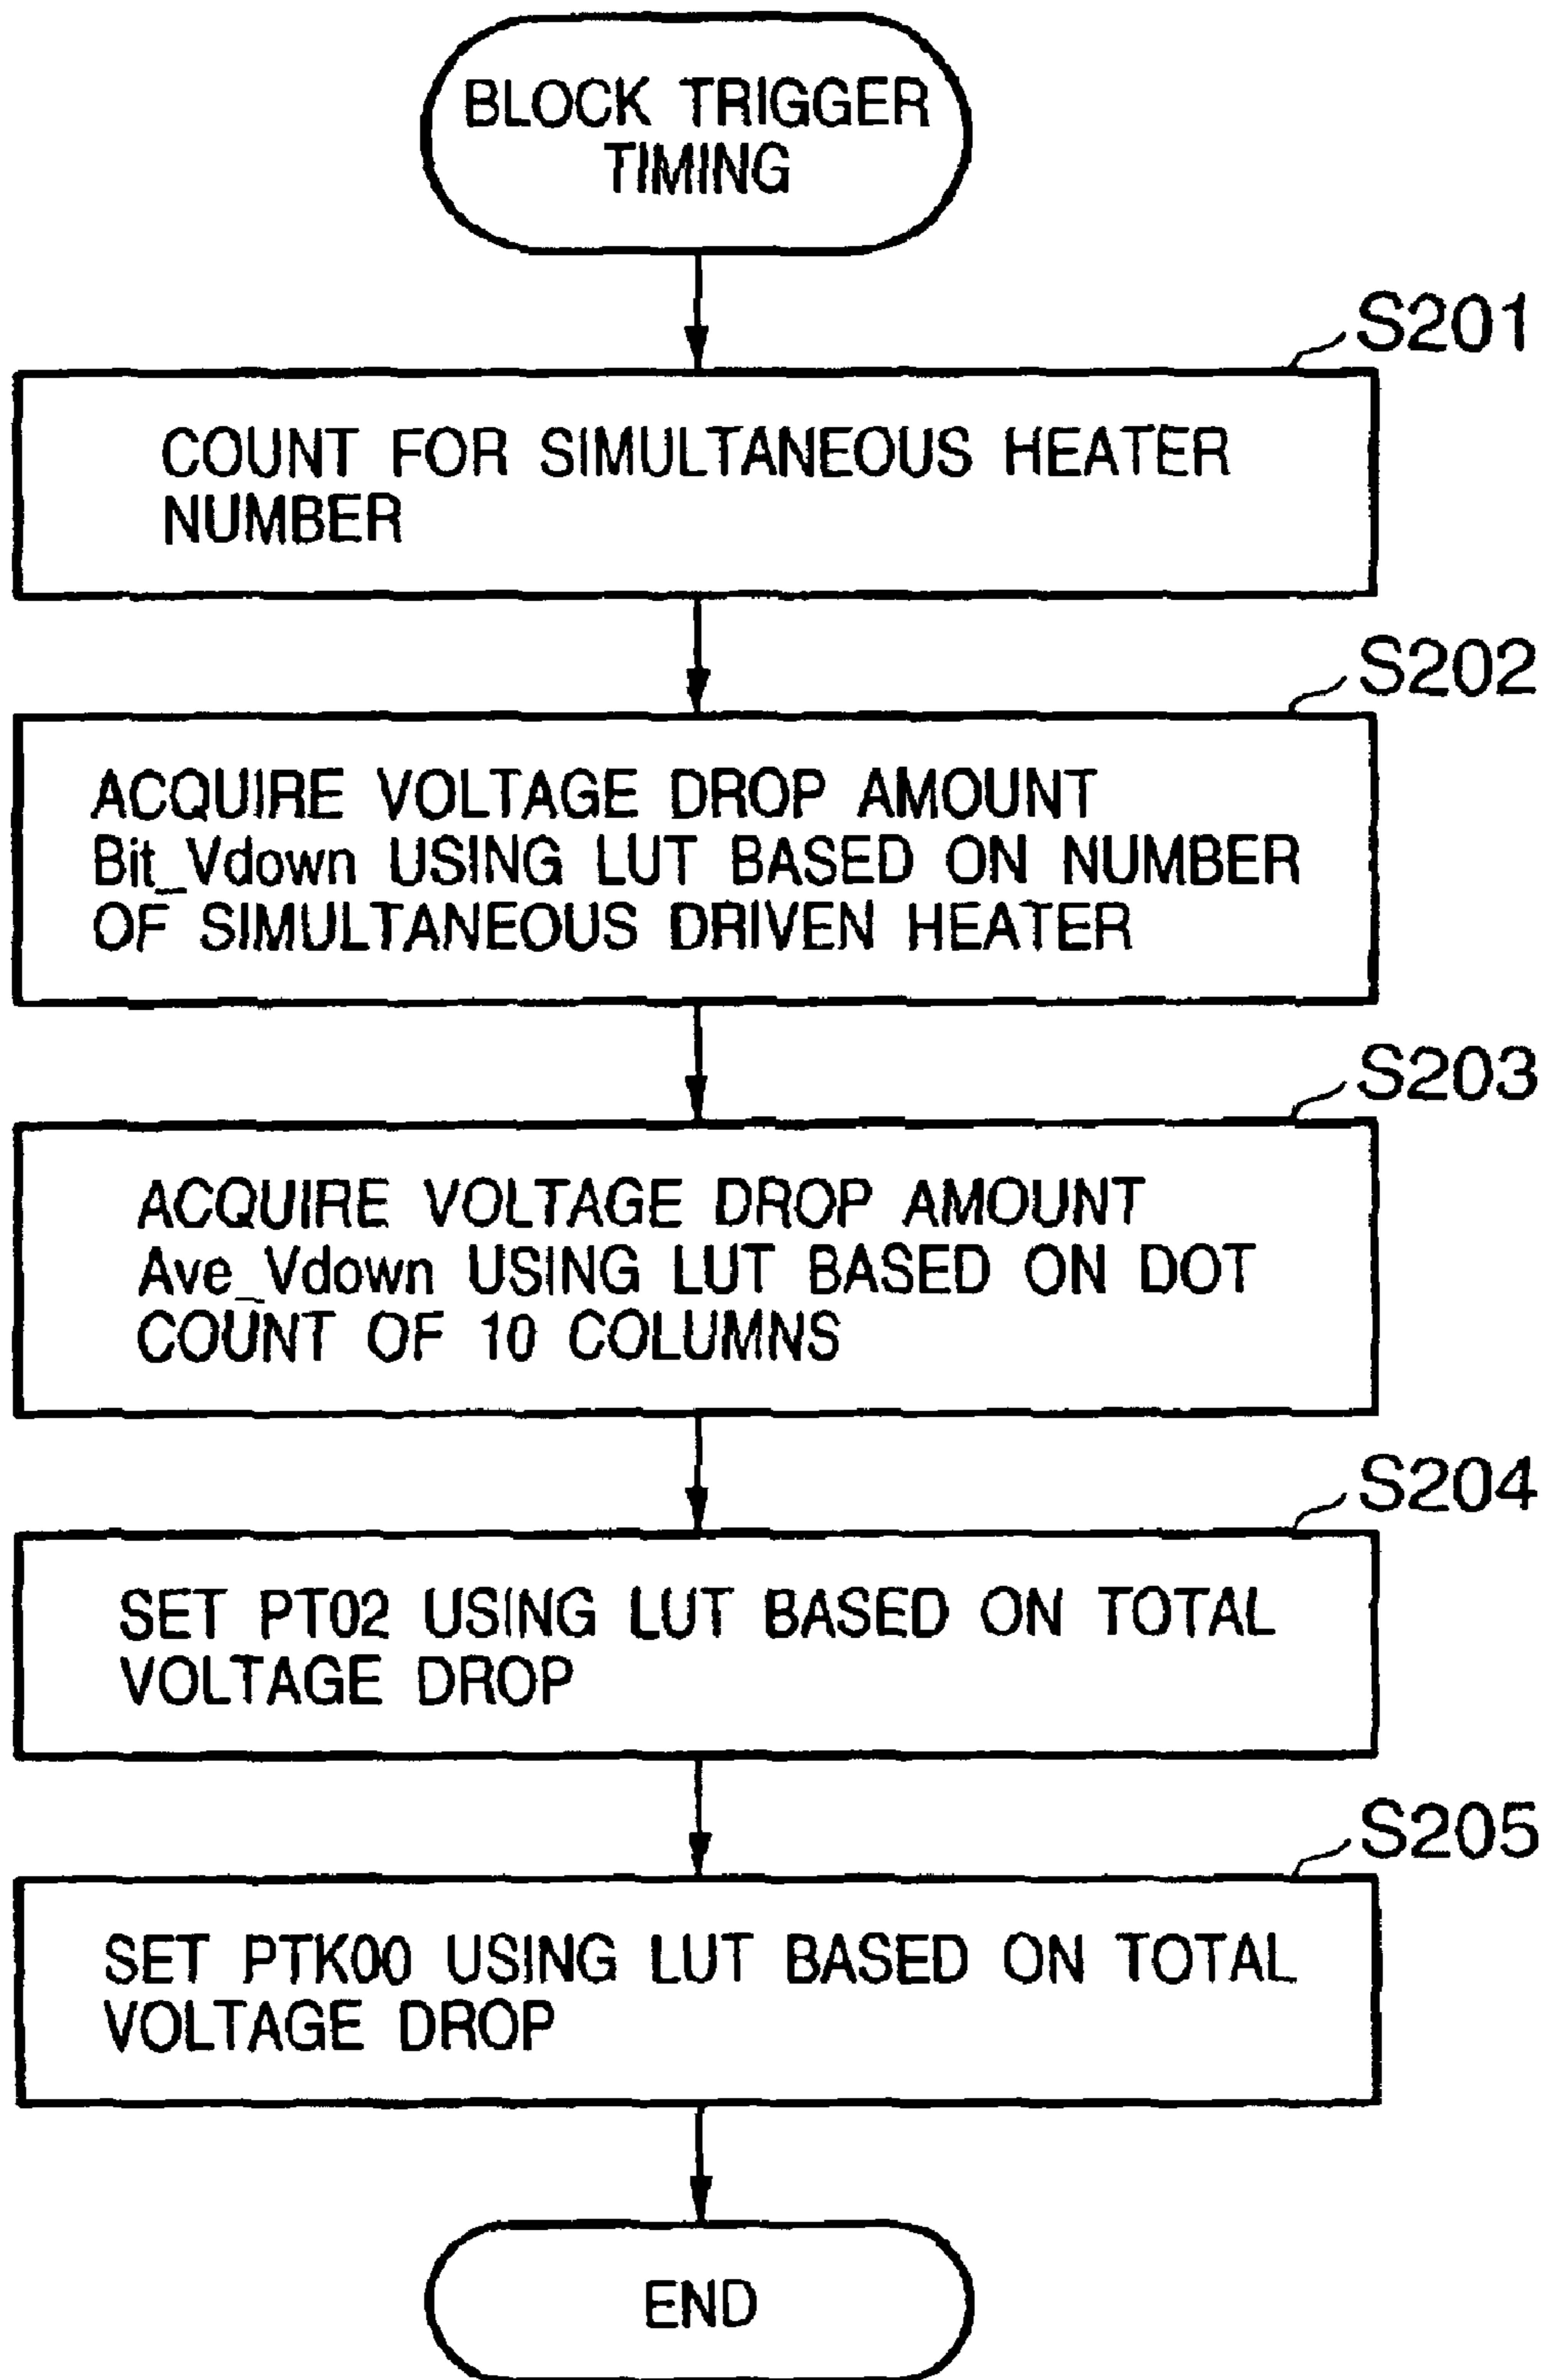 BLOCK TRIGGER
TIMING
S201
COUNT FOR SIMULTANEOUS HEATER
NUMBER
S202
ACQUIRE VOLTAGE DROP AMOUNT
Bit_Vdown USING LUT BASED ON NUMBER
OF SIMULTANEOUS DRIVEN HEATER
S203
ACQUIRE VOLTAGE DROP AMOUNT
Ave_Vdown USING LUT BASED ON DOT
COUNT OF 10 COLUMNS
S204
SET PT02 USING LUT BASED ON TOTAL
VOLTAGE DROP
S205
SET PTK00 USING LUT BASED ON TOTAL
VOLTAGE DROP
END